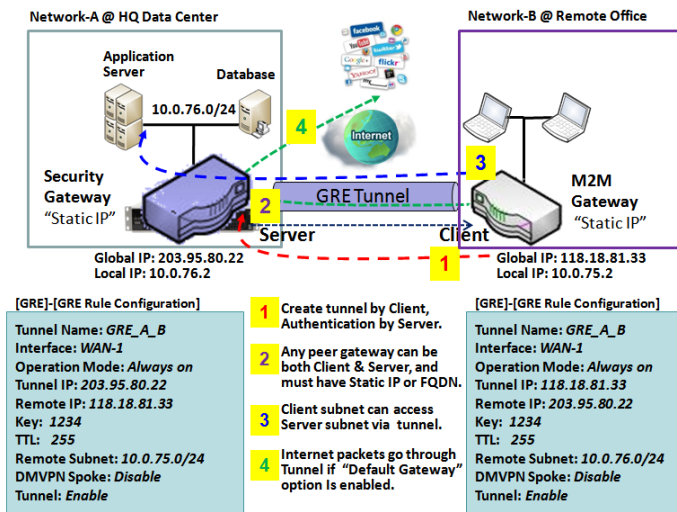 Network-A @ HQ Data Center
Network-B @ Remote Office
Application
Server
Database
10.0.76.0/24
facebook
YouTube
twitter
Google+
flickr
YAHOO!
Internet
4
3
Security
Gateway
"Static IP"
GRE Tunnel
2
M2M
Gateway
"Static IP"
Server
Client
1
Global IP: 203.95.80.22
Local IP: 10.0.76.2
Global IP: 118.18.81.33
Local IP: 10.0.75.2
[GRE]-[GRE Rule Configuration]
Tunnel Name: GRE_A_B
Interface: WAN-1
Operation Mode: Always on
Tunnel IP: 203.95.80.22
Remote IP: 118.18.81.33
Key: 1234
TTL: 255
Remote Subnet: 10.0.75.0/24
DMVPN Spoke: Disable
Tunnel: Enable
1 Create tunnel by Client,
Authentication by Server.
2 Any peer gateway can be
both Client & Server, and
must have Static IP or FQDN.
3 Client subnet can access
Server subnet via tunnel.
4 Internet packets go through
Tunnel if "Default Gateway"
option Is enabled.
[GRE]-[GRE Rule Configuration]
Tunnel Name: GRE_A_B
Interface: WAN-1
Operation Mode: Always on
Tunnel IP: 118.18.81.33
Remote IP: 203.95.80.22
Key: 1234
TTL: 255
Remote Subnet: 10.0.76.0/24
DMVPN Spoke: Disable
Tunnel: Enable